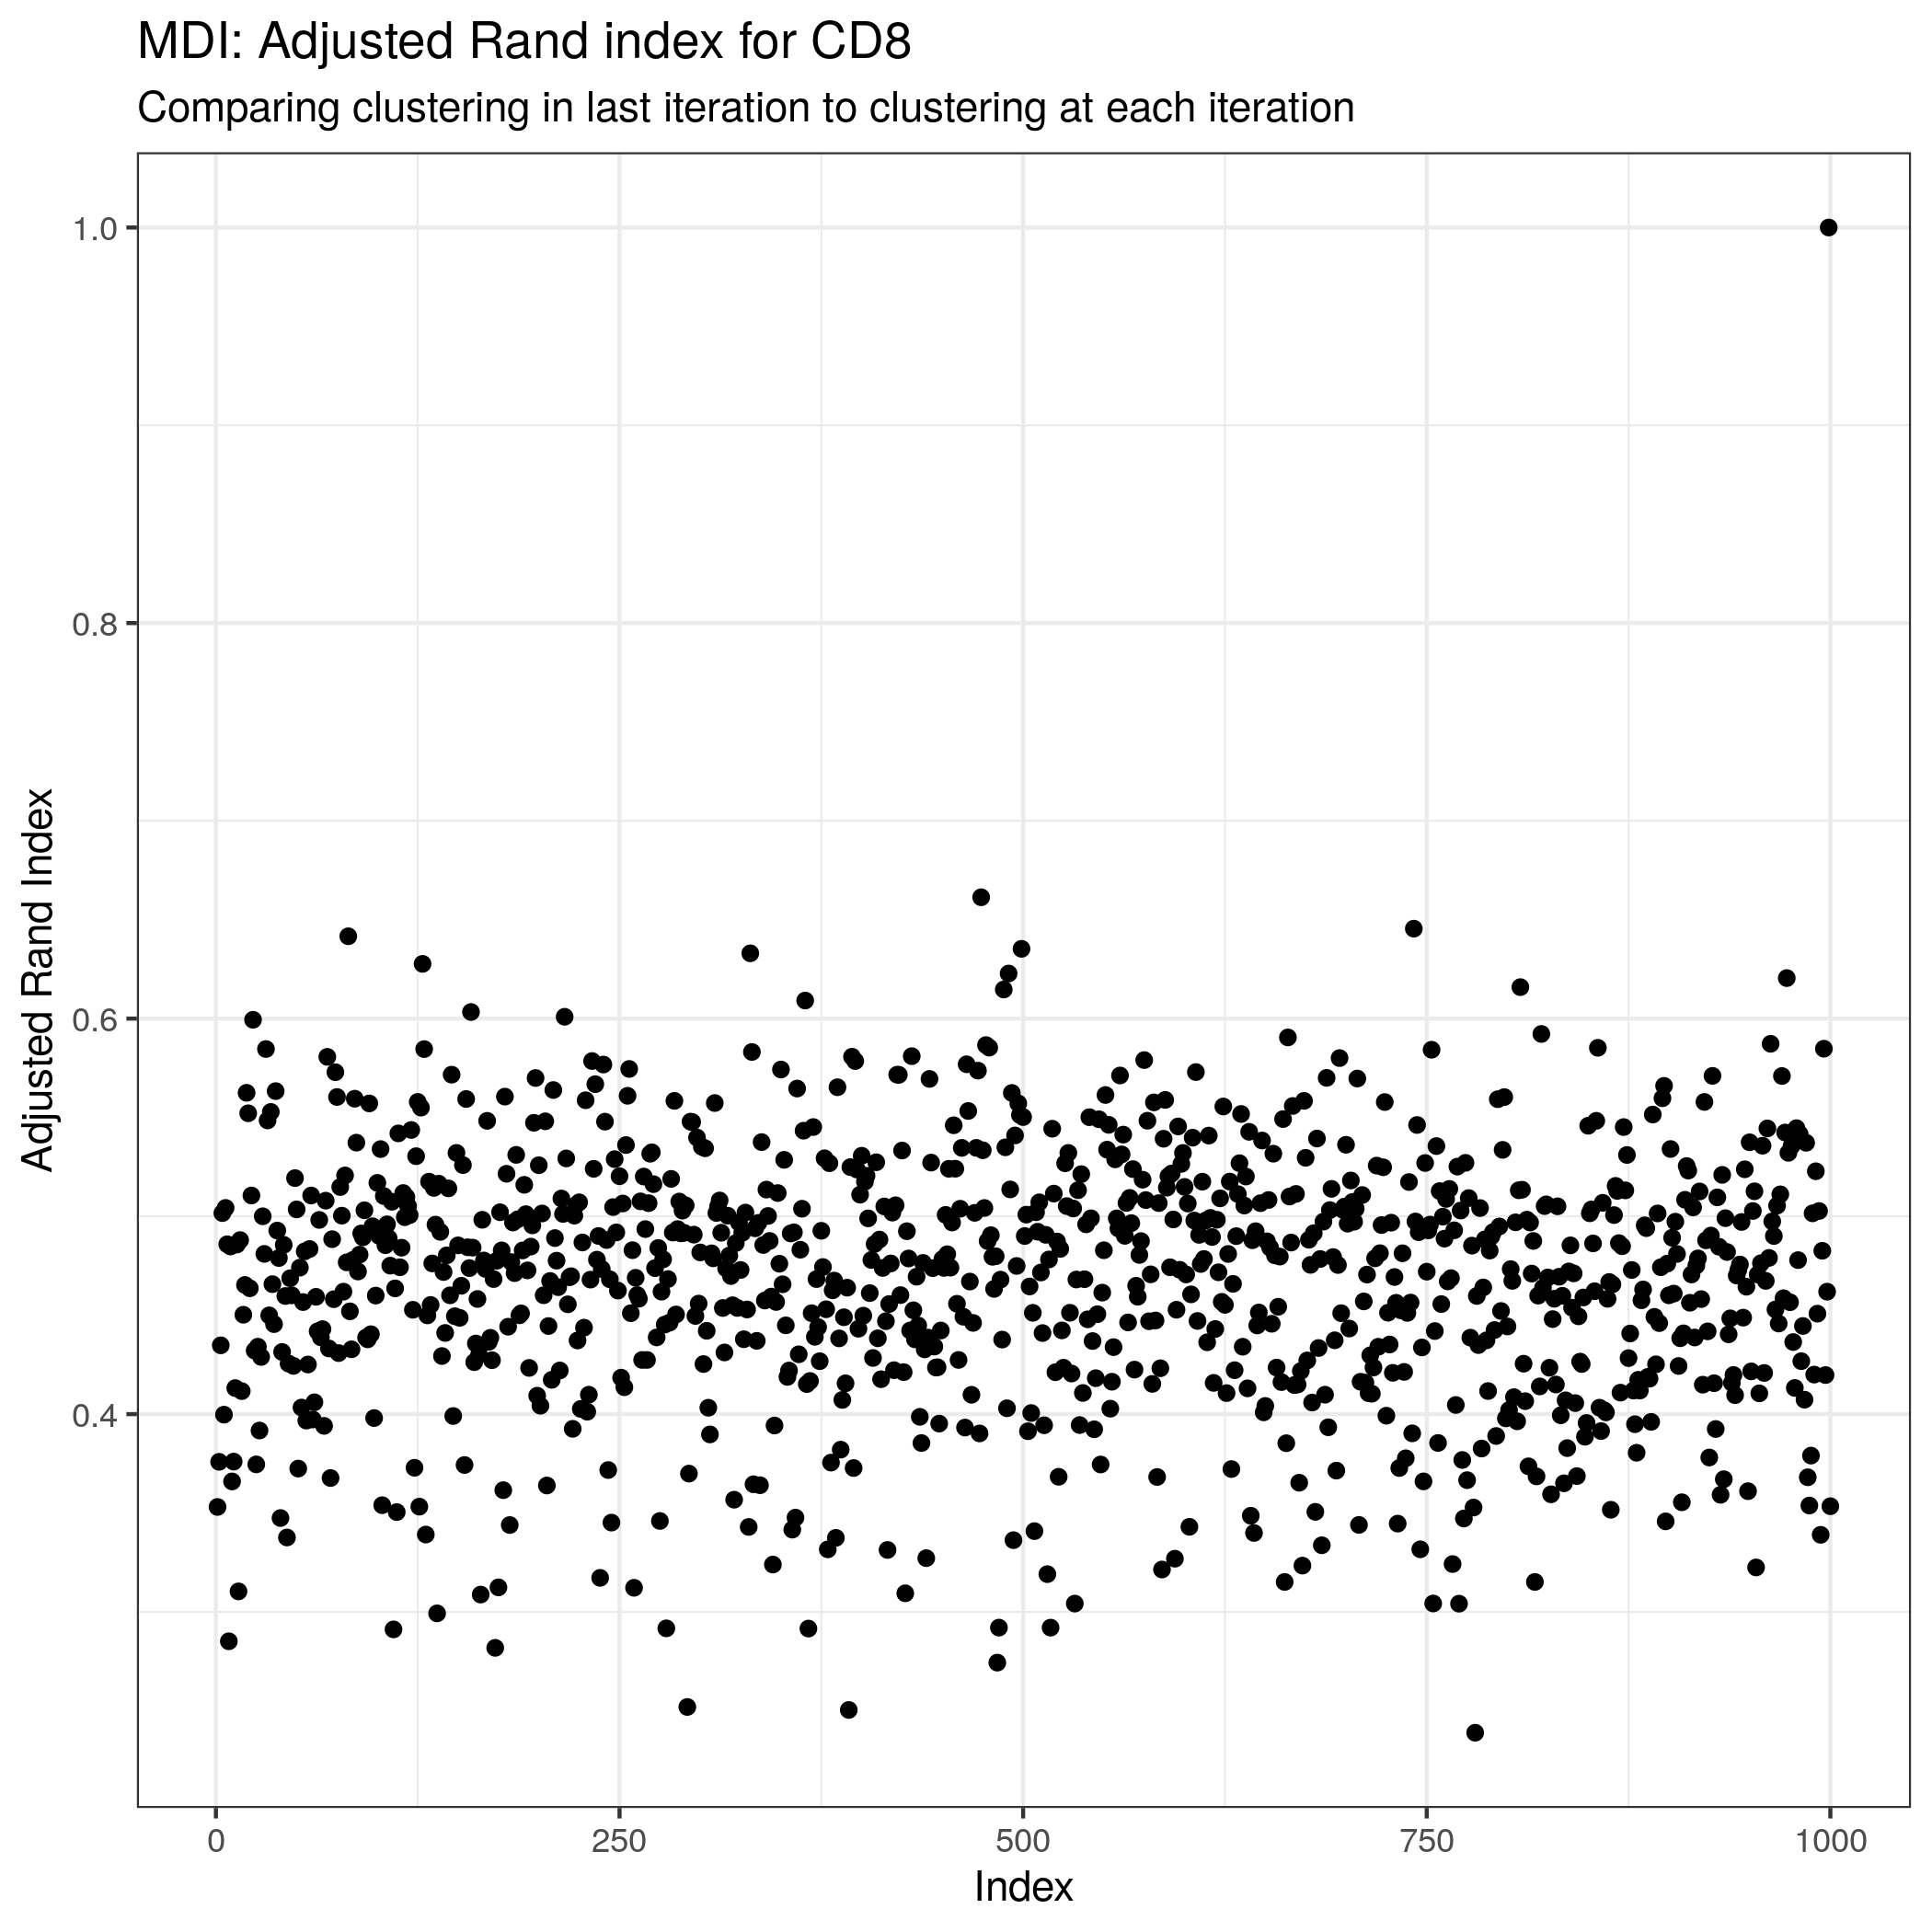 MDI: Adjusted Rand index for CD8
Comparing clustering in last iteration to clustering at each iteration
Adjusted Rand Index
1.0
0.8
0.6
0.4
0
250
500
750
1000
Index